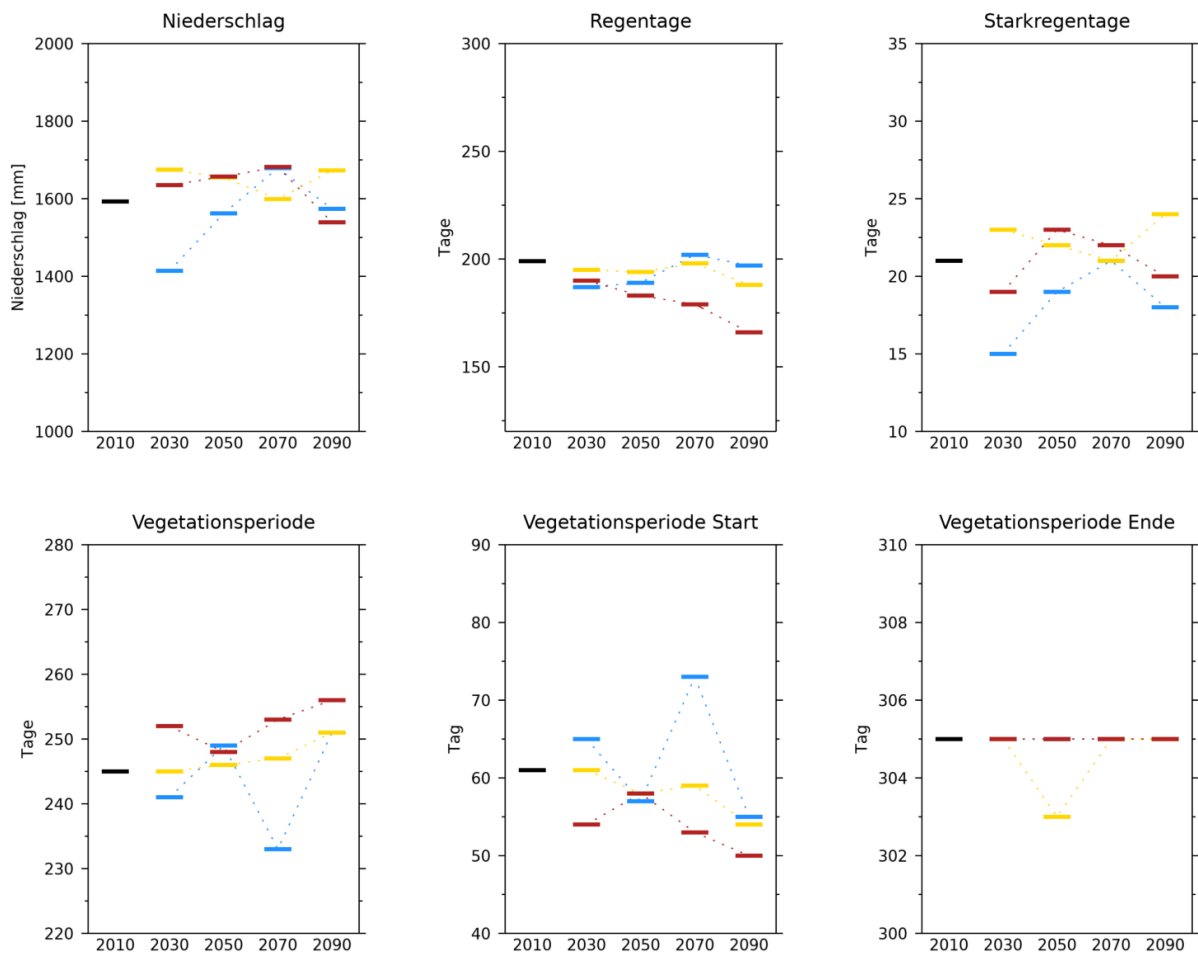 Niederschlag
2000
1800
1600
1400
1200
1000
Niederschlag [mm]
2010 2030 2050 2070 2090
Regentage
300
250
200
150
Tage
2010 2030 2050 2070 2090
Starkregentage
35
30
25
20
15
10
Tage
2010 2030 2050 2070 2090
Vegetationsperiode
280
270
260
250
240
230
220
Tage
2010 2030 2050 2070 2090
Vegetationsperiode Start
90
80
70
60
50
40
Tag
2010 2030 2050 2070 2090
Vegetationsperiode Ende
310
308
306
304
302
300
Tag
2010 2030 2050 2070 2090